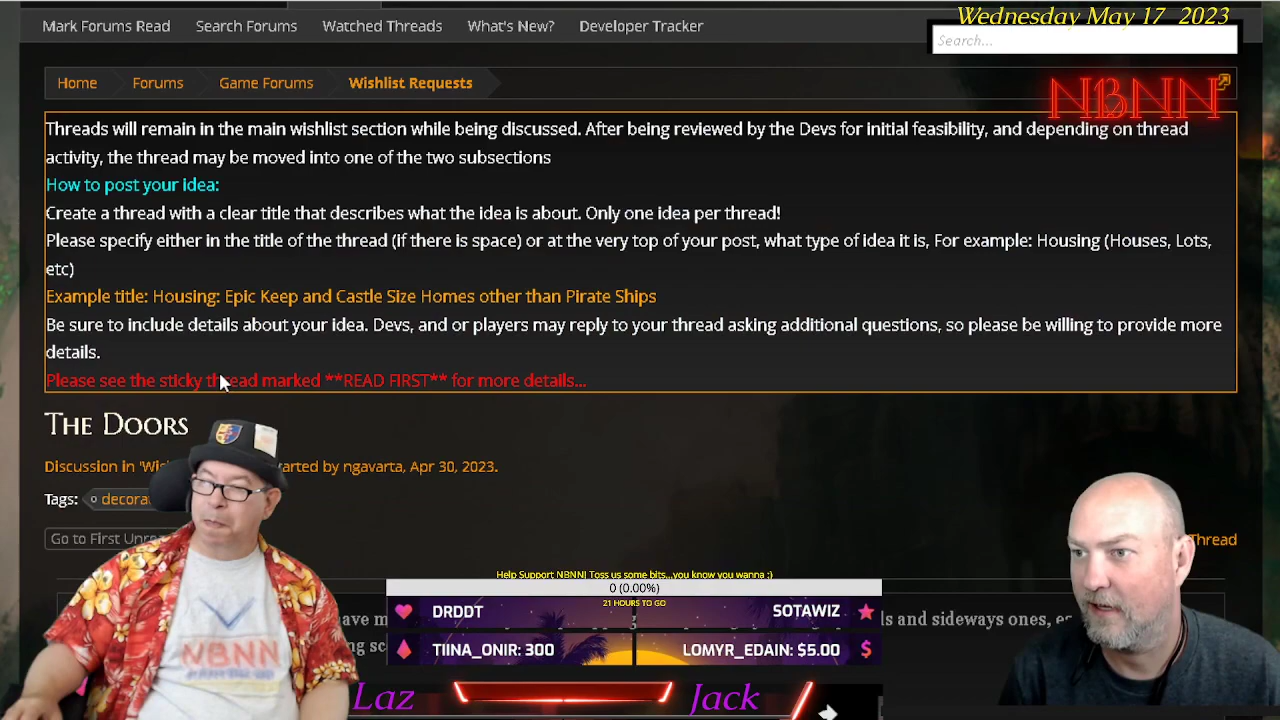 Mark Forums Read Search Forums Watched Threads What's New? Developer Tracker
Wednesday May 17 2023
Search...
Home Forums Game Forums Wishlist Requests
NBNN
Threads will remain in the main wishlist section while being discussed. After being reviewed by the Devs for initial feasibility, and depending on thread
activity, the thread may be moved into one of the two subsections
How to post your idea:
Create a thread with a clear title that describes what the idea is about. Only one idea per thread!
Please specify either in the title of the thread (if there is space) or at the very top of your post, what type of idea it is, For example: Housing (Houses, Lots,
etc)
Example title: Housing: Epic Keep and Castle Size Homes other than Pirate Ships
Be sure to include details about your idea. Devs, and or players may reply to your thread asking additional questions, so please be willing to provide more
details.
Please see the sticky thread marked **READ FIRST** for more details...
The Doors
Discussion in 'Wis arted by ngavarta, Apr 30, 2023.
Tags: decora
Go to First Unre
Thread
Help Support NBNN! Toss us some bits...you know you wanna :)
0 (0.00%)
21 HOURS TO GO
DRDDT SOTAWIZ
and sideways ones,
TIINA_ONIR: 300 LOMYR_EDAIN: $5.00
NBNN
Laz Jack